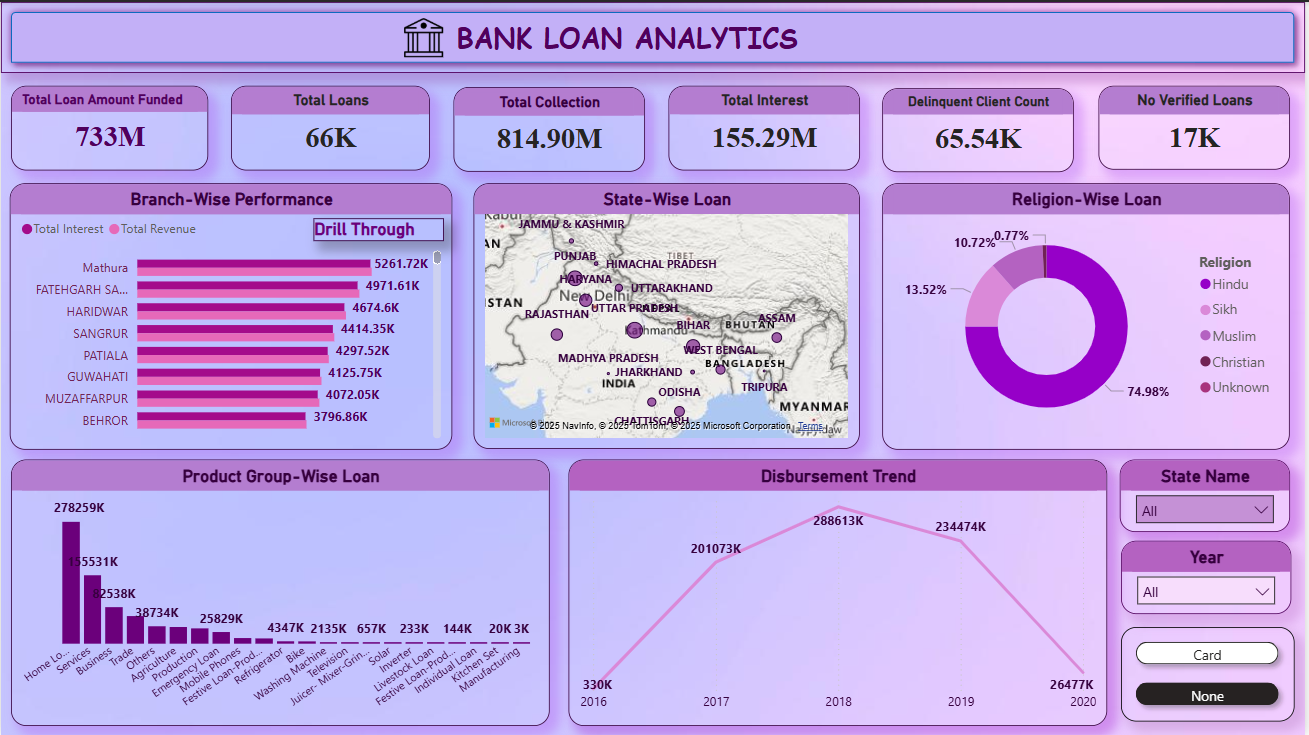 BANK LOAN ANALYTICS
Total Loan Amount Funded
733M
Total Loans
66K
Total Collection
814.90M
Total Interest
155.29M
Delinquent Client Count
65.54K
No Verified Loans
17K
Branch-Wise Performance
Total Interest Total Revenue
Drill Through
Mathura 5261.72K
FATEHGARH SA... 4971.61K
HARIDWAR 4674.6K
SANGRUR 4414.35K
PATIALA 4297.52K
GUWAHATI 4125.75K
MUZAFFARPUR 4072.05K
BEHROR 3796.86K
State-Wise Loan
Kabul
JAMMU & KASHMIR
AN
PUNJAB
TIBET
HIMACHAL PRADESH
HARYANA
UTTARAKHAND
ISTAN
New Delhi
RAJASTHAN
UTTAR PRADESH
ASSAM
Kathmandu
BIHAR
BHUTAN
MADHYA PRADESH
WEST BENGAL
JHARKHAND
BANGLADESH
INDIA
TRIPURA
ODISHA
MYANMAR
CHATTISGARH
© 2025 NavInfo, © 2025 TomTom, © 2025 Microsoft Corporation Terms
Religion-Wise Loan
0.77%
10.72%
13.52%
74.98%
Religion
Hindu
Sikh
Muslim
Christian
Unknown
Product Group-Wise Loan
278259K
155531K
82538K
38734K
25829K
4347K
2135K
657K
233K
144K
20K
3K
Home Lo...
Services
Business
Trade
Others
Agriculture
Production
Emergency Loan
Mobile Phones
Festive Loan-Prod...
Refrigerator
Bike
Washing Machine
Television
Juicer- Mixer-Grin...
Solar
Inverter
Livestock Loan
Festive Loan-Prod...
Individual Loan
Kitchen Set
Manufacturing
Disbursement Trend
330K
201073K
288613K
234474K
26477K
2016 2017 2018 2019 2020
State Name
All
Year
All
Card
None